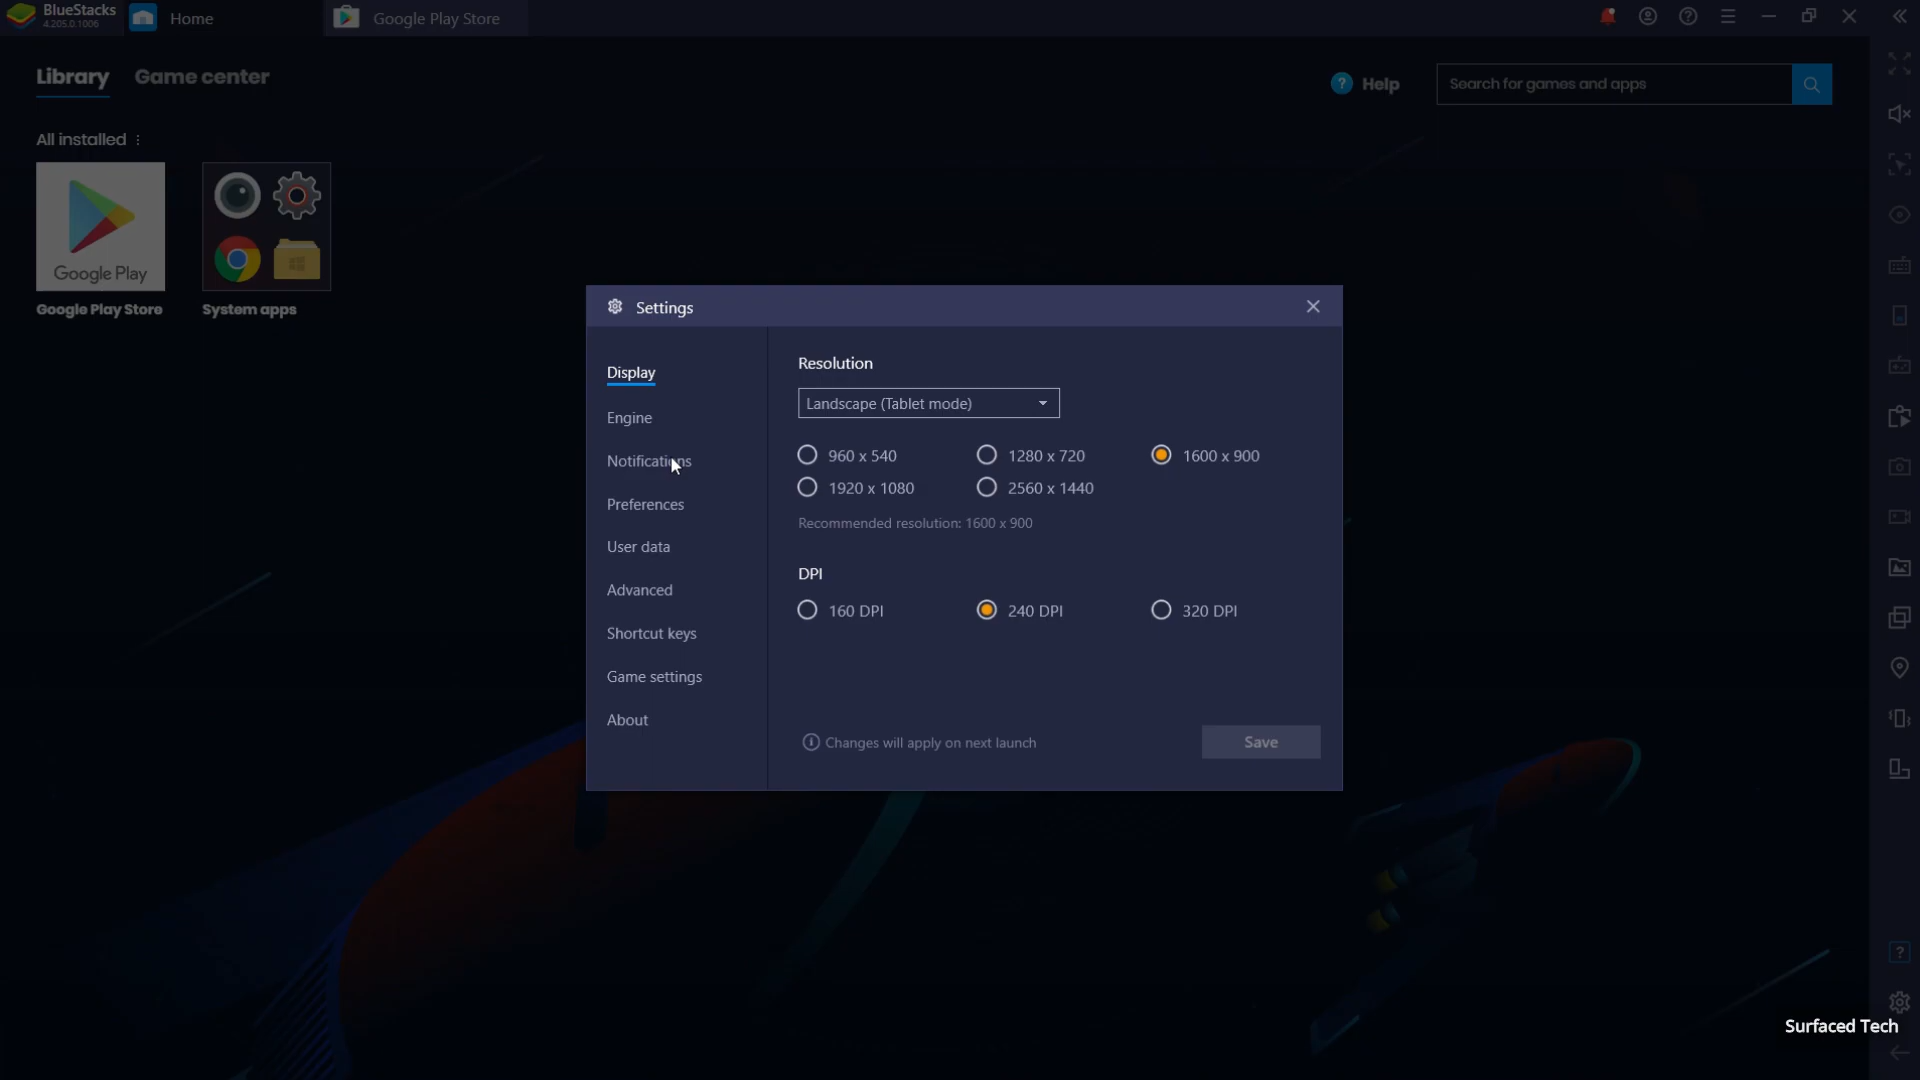 BlueStacks
4.205.0.1006
Home
Google Play Store
Library
Game center
Help
Search for games and apps
All installed
Google Play
Google Play Store
System apps
Settings
Display
Engine
Notifications
Preferences
User data
Advanced
Shortcut keys
Game settings
About
Resolution
Landscape (Tablet mode)
960 x 540
1280 x 720
1600 x 900
1920 x 1080
2560 x 1440
Recommended resolution: 1600 x 900
DPI
160 DPI
240 DPI
320 DPI
Changes will apply on next launch
Save
Surfaced Tech